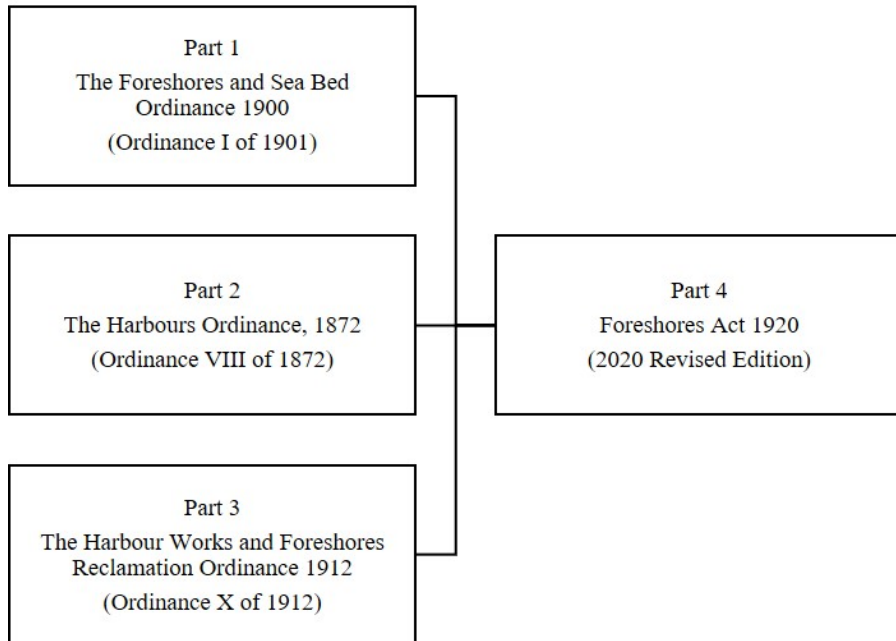 Part 1
The Foreshores and Sea Bed
Ordinance 1900
(Ordinance I of 1901)
Part 2
The Harbours Ordinance, 1872
(Ordinance VIII of 1872)
Part 3
The Harbour Works and Foreshores
Reclamation Ordinance 1912
(Ordinance X of 1912)
Part 4
Foreshores Act 1920
(2020 Revised Edition)